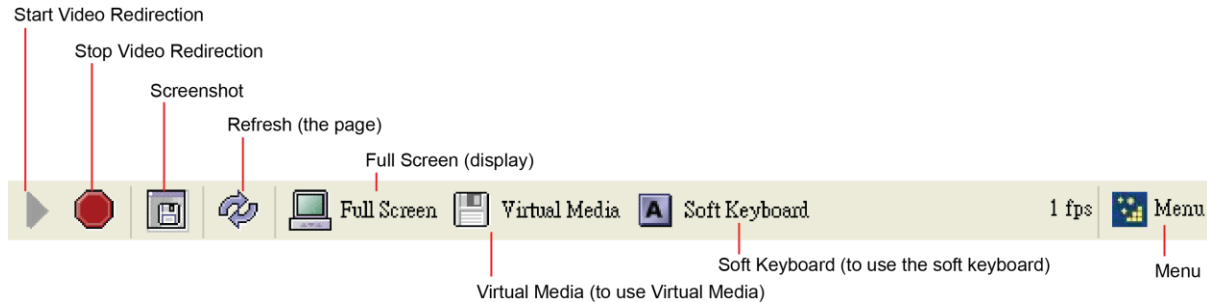 Start Video Redirection
Stop Video Redirection
Screenshot
Refresh (the page)
Full Screen (display)
Full Screen Virtual Media A Soft Keyboard 1 fps Menu
Soft Keyboard (to use the soft keyboard)
Menu
Virtual Media (to use Virtual Media)